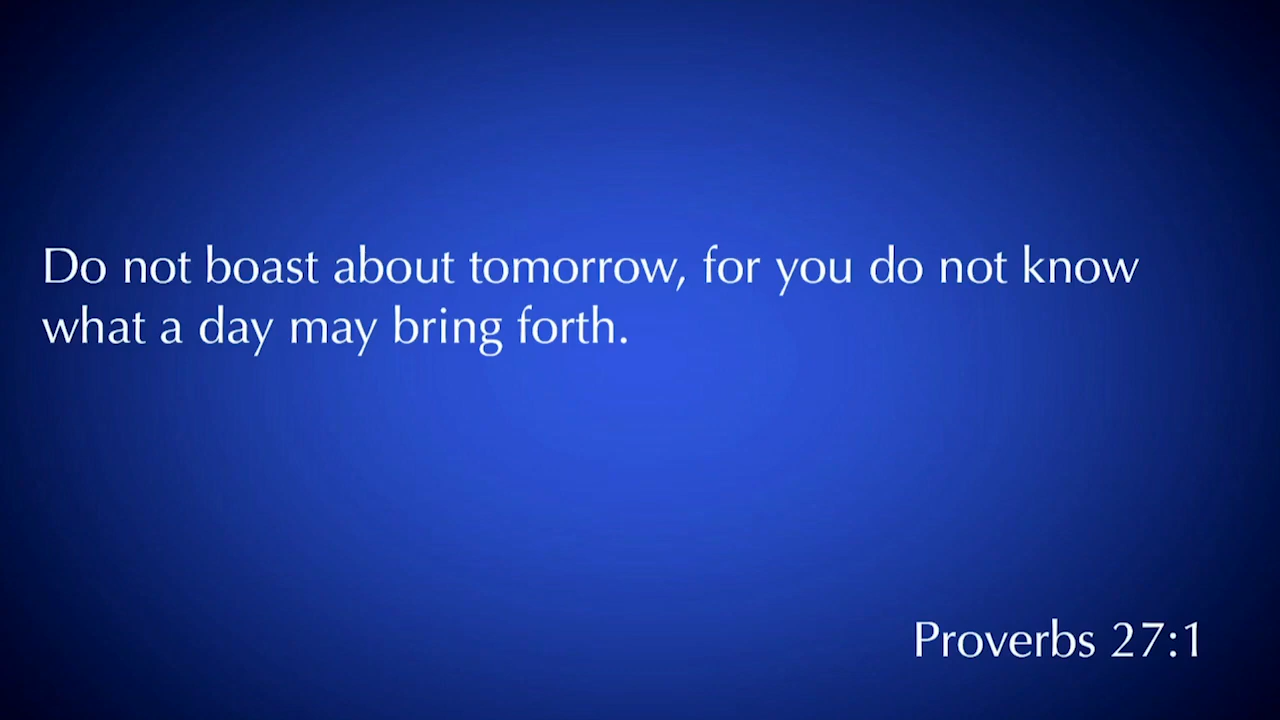 Do not boast about tomorrow, for you do not know
what a day may bring forth.
Proverbs 27:1